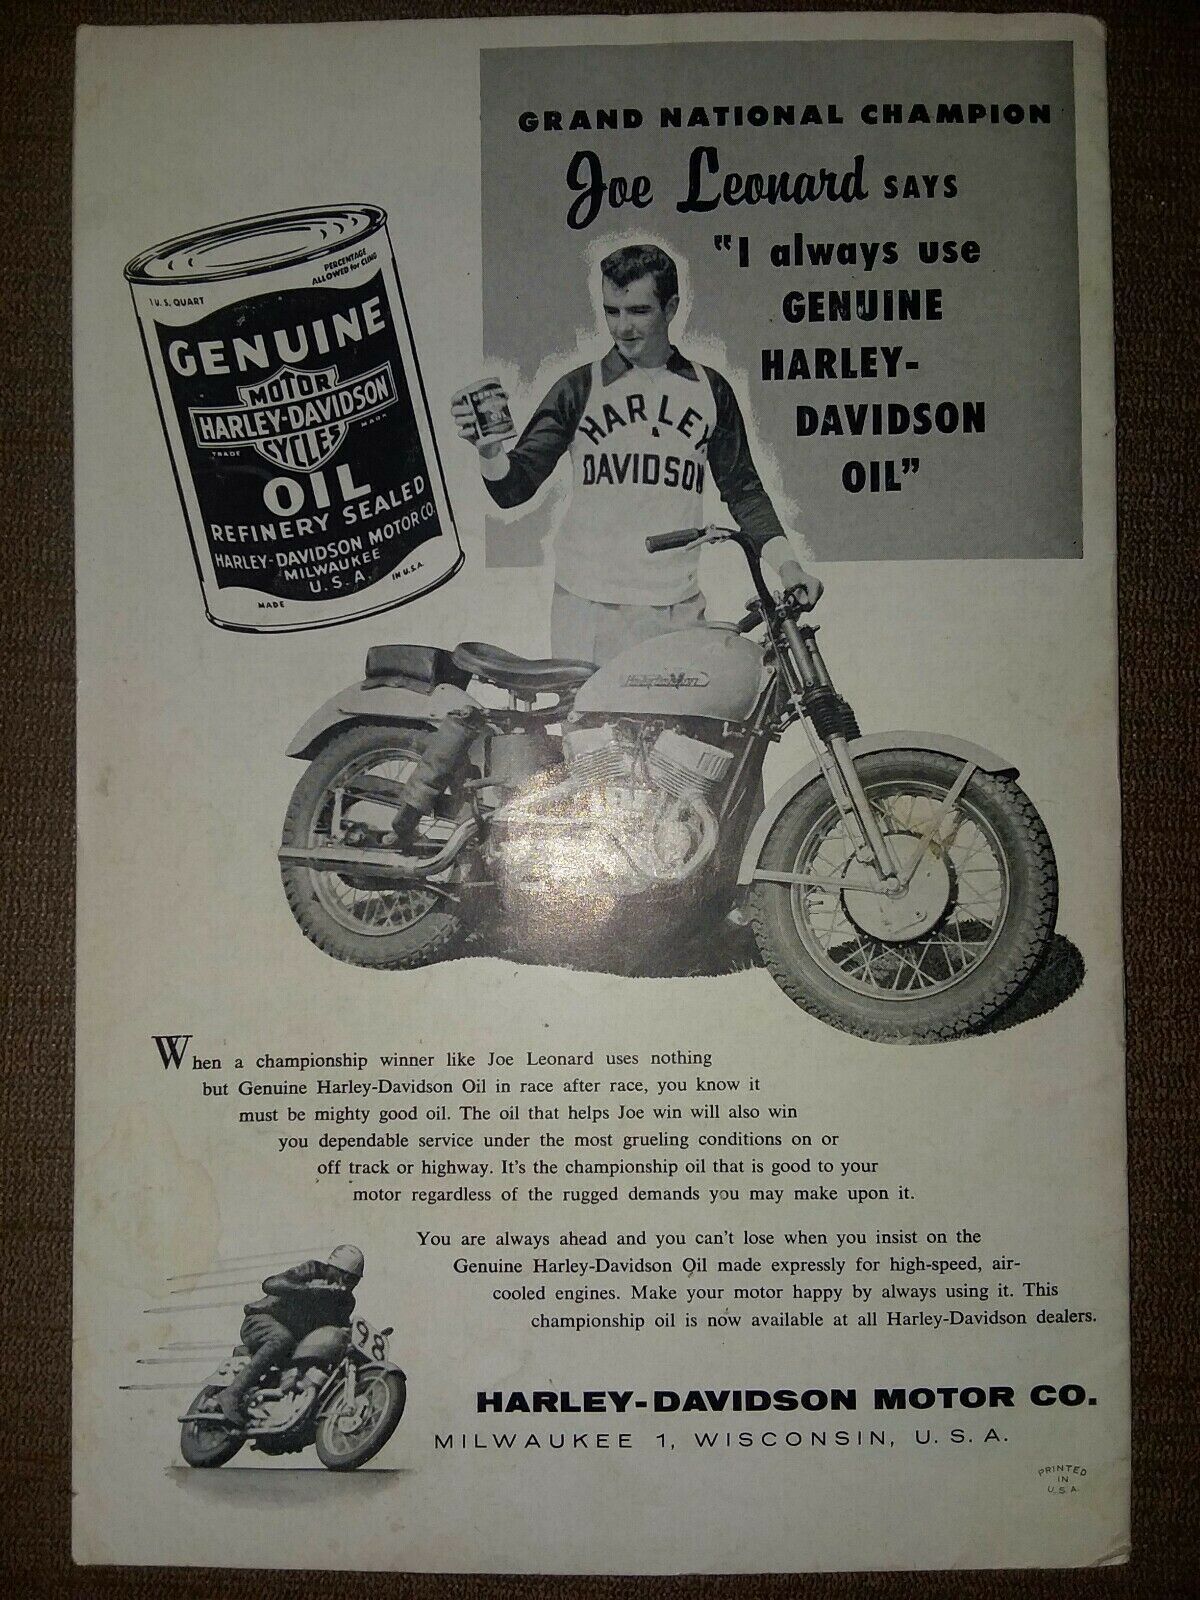 GRAND NATIONAL CHAMPION
Joe Leonard SAYS
"I always use
GENUINE
HARLEY-
DAVIDSON
OIL"
1 U.S. QUART
PERCENTAGE
ALLOWED for CLING
GENUINE
MOTOR
HARLEY-DAVIDSON
TRADE MARK
CYCLES
OIL
REFINERY SEALED
HARLEY-DAVIDSON MOTOR CO.
MILWAUKEE
U.S.A.
MADE IN U.S.A.
HARLEY
DAVIDSON
Harley-Davidson
When a championship winner like Joe Leonard uses nothing
but Genuine Harley-Davidson Oil in race after race, you know it
must be mighty good oil. The oil that helps Joe win will also win
you dependable service under the most grueling conditions on or
off track or highway. It's the championship oil that is good to your
motor regardless of the rugged demands you may make upon it.
You are always ahead and you can't lose when you insist on the
Genuine Harley-Davidson Oil made expressly for high-speed, air-
cooled engines. Make your motor happy by always using it. This
championship oil is now available at all Harley-Davidson dealers.
98
HARLEY-DAVIDSON MOTOR CO.
MILWAUKEE 1, WISCONSIN, U. S. A.
PRINTED
IN
U.S.A.